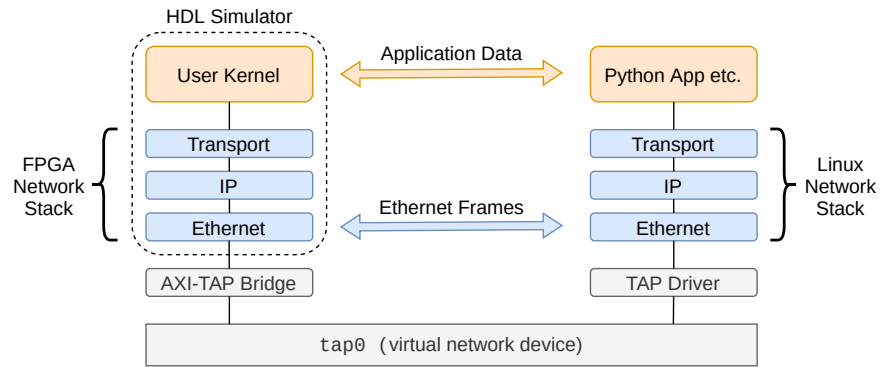 HDL Simulator
User Kernel
Application Data
Python App etc.
FPGA
Network
Stack
Transport
IP
Ethernet
Ethernet Frames
Transport
IP
Ethernet
Linux
Network
Stack
AXI-TAP Bridge
TAP Driver
tap0 (virtual network device)